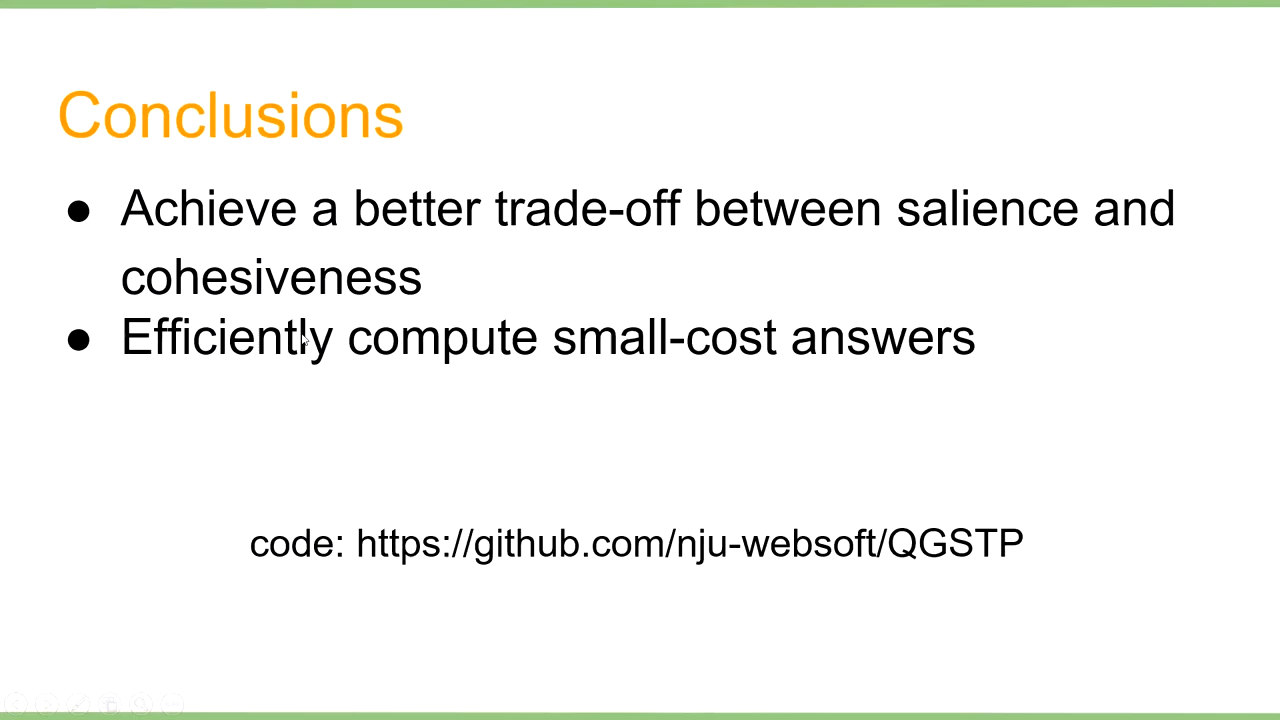 Conclusions
● Achieve a better trade-off between salience and
cohesiveness
● Efficiently compute small-cost answers
code: https://github.com/nju-websoft/QGSTP